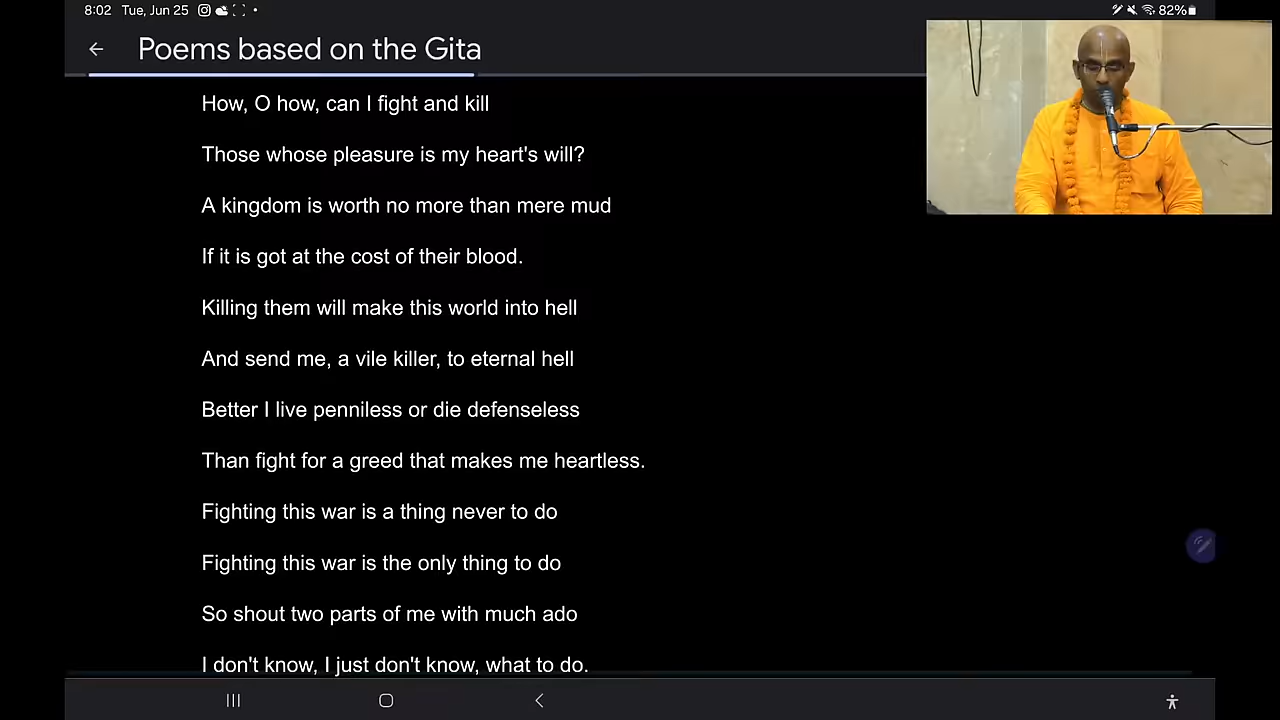 8:02 Tue, Jun 25 82%
Poems based on the Gita
How, O how, can I fight and kill
Those whose pleasure is my heart's will?
A kingdom is worth no more than mere mud
If it is got at the cost of their blood.
Killing them will make this world into hell
And send me, a vile killer, to eternal hell
Better I live penniless or die defenseless
Than fight for a greed that makes me heartless.
Fighting this war is a thing never to do
Fighting this war is the only thing to do
So shout two parts of me with much ado
I don't know, I just don't know, what to do.